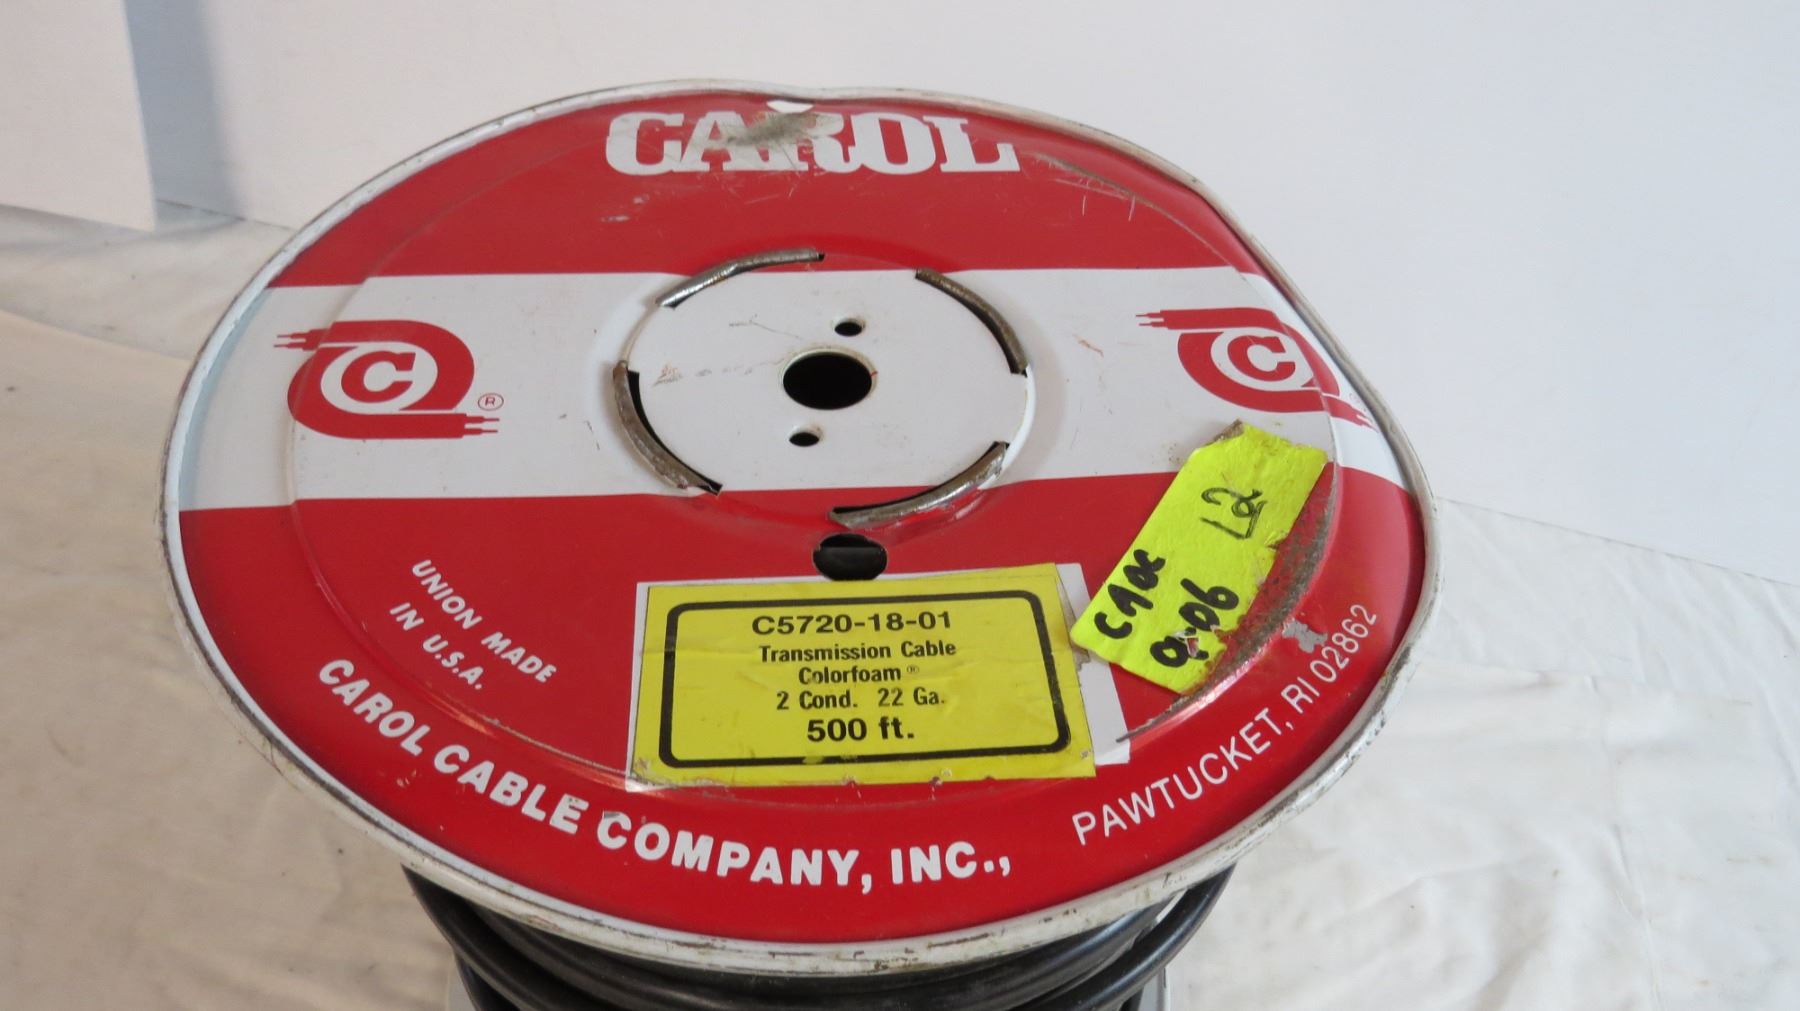 CAROL
C
®
C
UNION MADE
IN U.S.A.
C5720-18-01
Transmission Cable
Colorfoam®
2 Cond. 22 Ga.
500 ft.
CAROL CABLE COMPANY, INC., PAWTUCKET, RI 02862